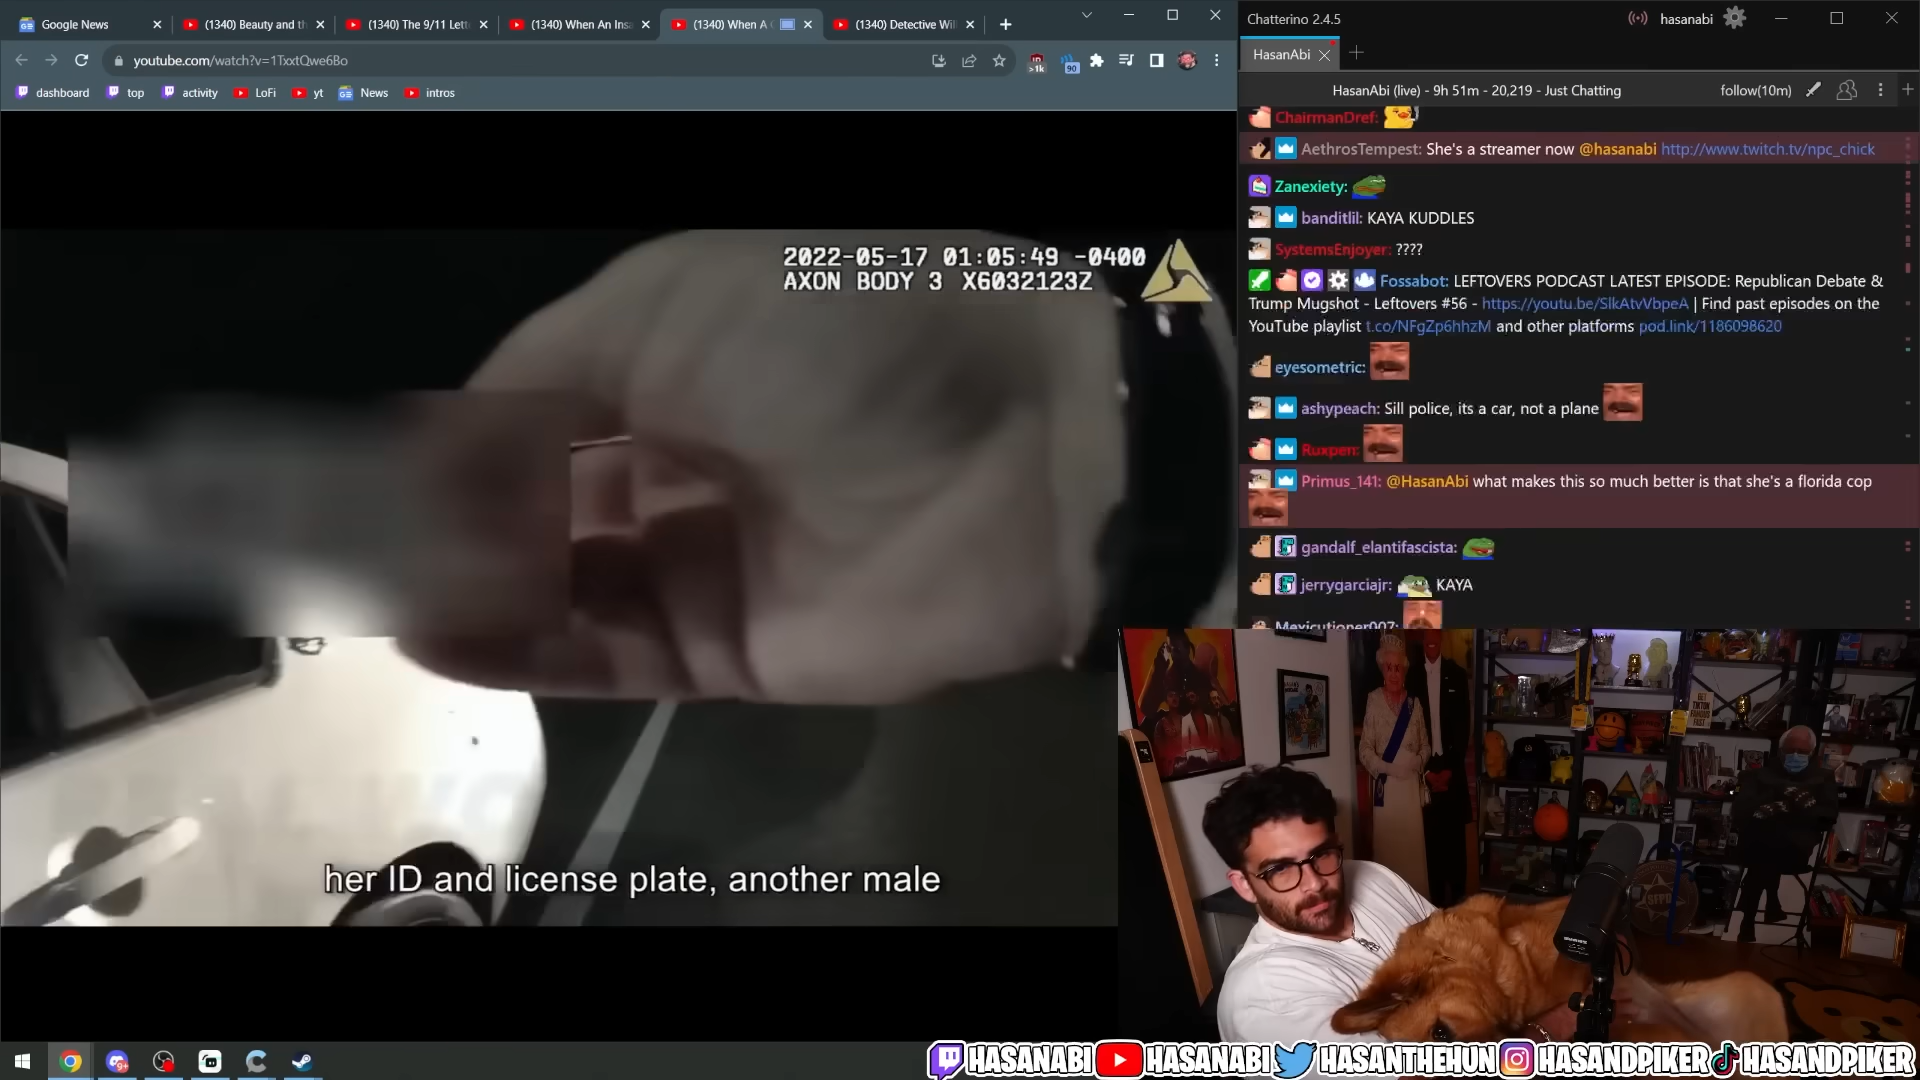 Google News
(1340) Beauty and th
(1340) The 9/11 Lett
(1340) When An Insa
(1340) When A C
(1340) Detective Wil
youtube.com/watch?v=1TxxtQwe6Bo
>1k
90
dashboard
top
activity
LoFi
yt
News
intros
2022-05-17 01:05:49 -0400
AXON BODY 3 X6032123Z
her ID and license plate, another male
Chatterino 2.4.5
hasanabi
HasanAbi
HasanAbi (live) - 9h 51m - 20,219 - Just Chatting
follow(10m)
ChairmanDref:
AethrosTempest: She's a streamer now @hasanabi http://www.twitch.tv/npc_chick
Zanexiety:
banditlil: KAYA KUDDLES
SystemsEnjoyer: ????
Fossabot: LEFTOVERS PODCAST LATEST EPISODE: Republican Debate &
Trump Mugshot - Leftovers #56 - https://youtu.be/SlkAtvVbpeA | Find past episodes on the
YouTube playlist t.co/NFgZp6hhzM and other platforms pod.link/1186098620
eyesometric:
ashypeach: Sill police, its a car, not a plane
Ruxpen:
Primus_141: @HasanAbi what makes this so much better is that she's a florida cop
gandalf_elantifascista:
jerrygarciajr: KAYA
Mexicutioner007:
HASANABI HASANABI HASANTHEHUN HASANDPIKER HASANDPIKER